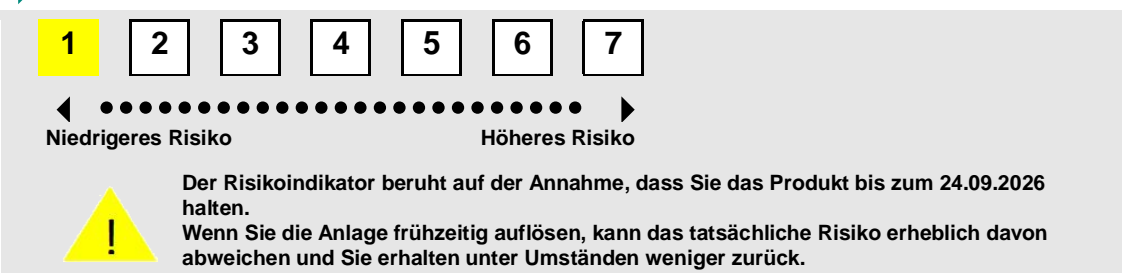 1 2 3 4 5 6 7
Niedrigeres Risiko Höheres Risiko
Der Risikoindikator beruht auf der Annahme, dass Sie das Produkt bis zum 24.09.2026
halten.
Wenn Sie die Anlage frühzeitig auflösen, kann das tatsächliche Risiko erheblich davon
abweichen und Sie erhalten unter Umständen weniger zurück.
!